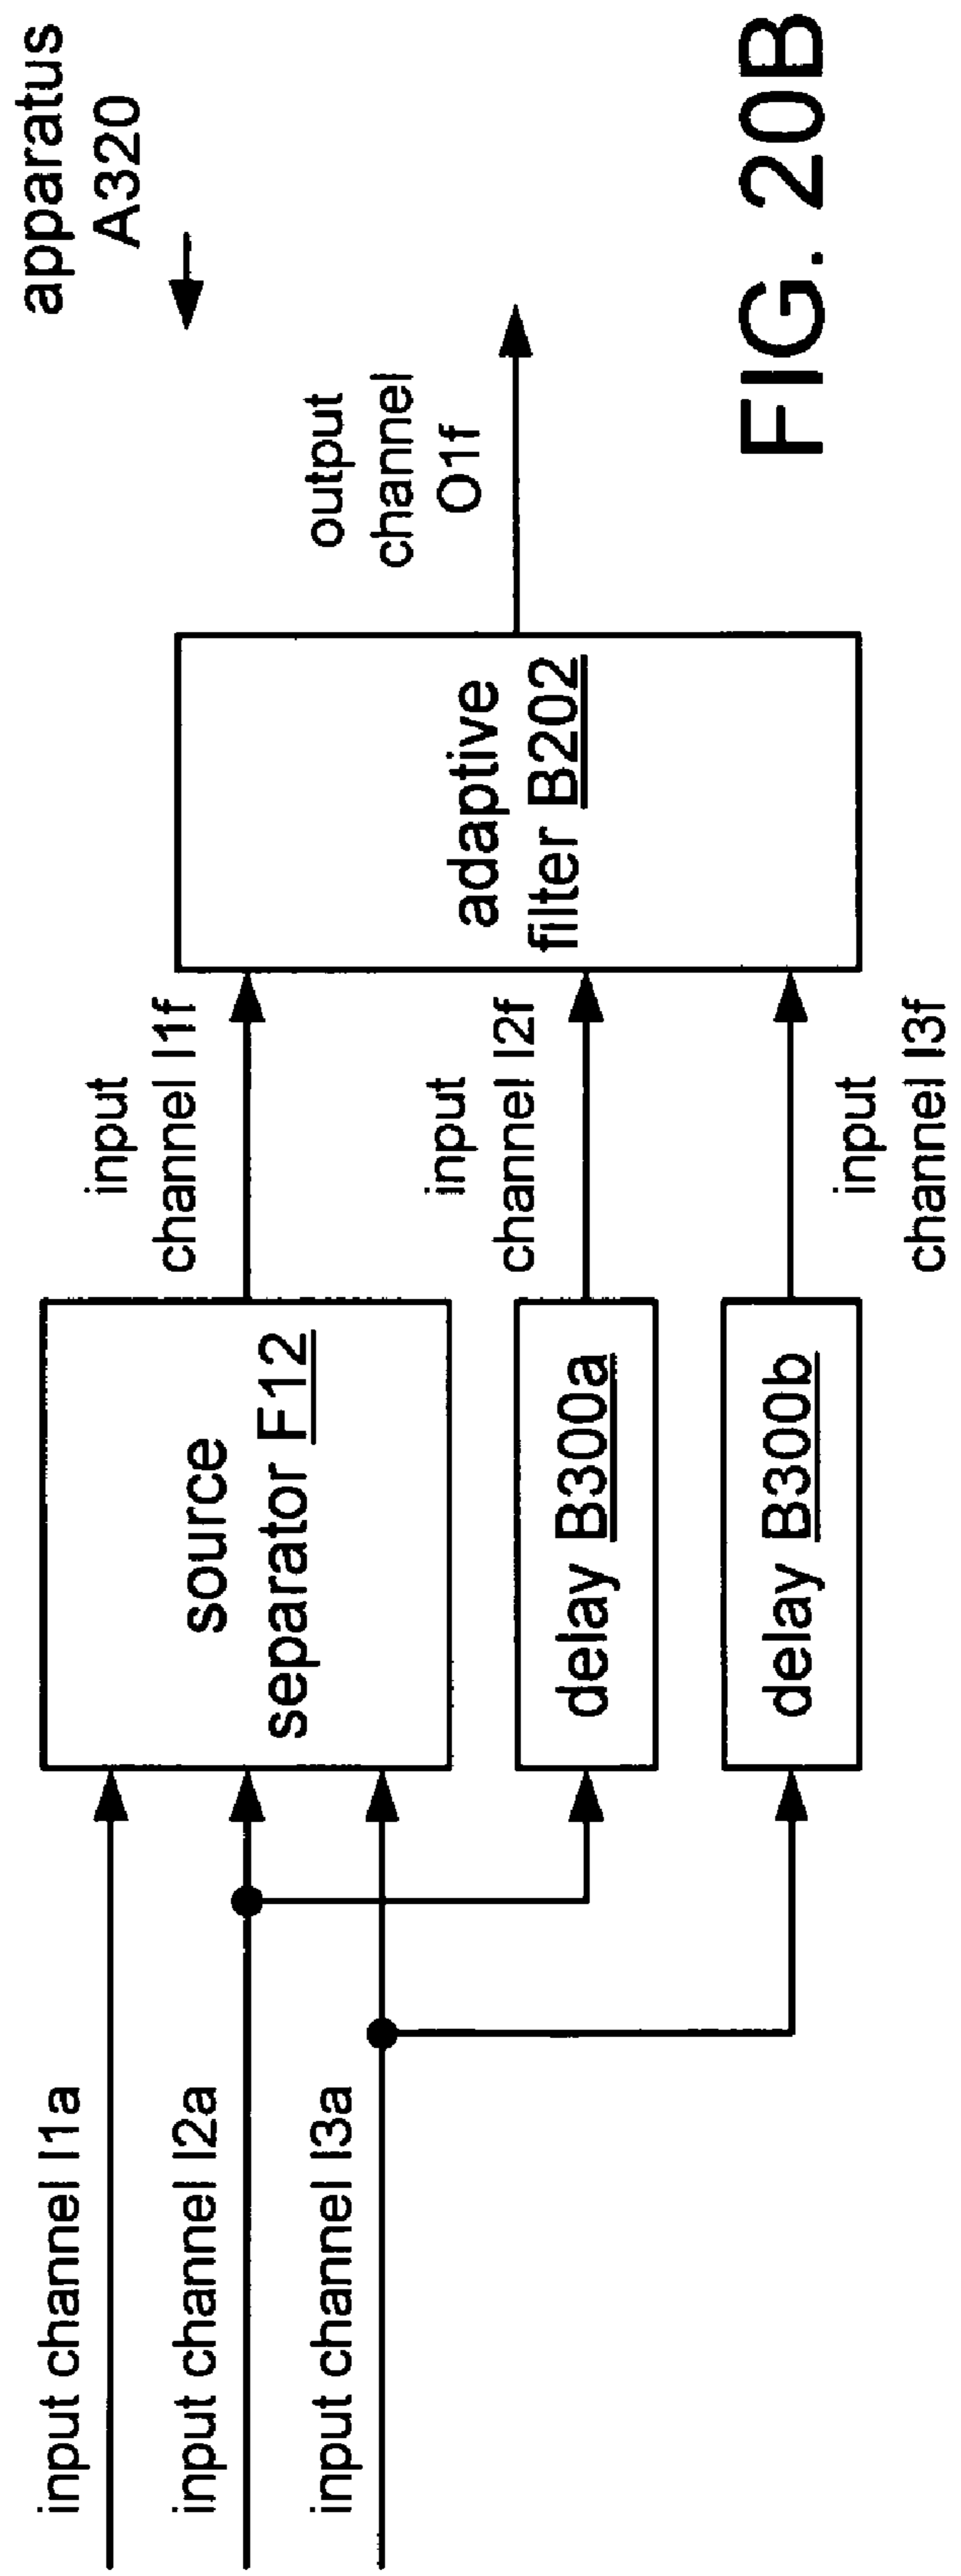 apparatus
A320
input channel I1a
input channel I2a
input channel I3a
source
separator F12
delay B300a
delay B300b
input
channel I1f
input
channel I2f
input
channel I3f
adaptive
filter B202
output
channel
O1f
FIG. 20B